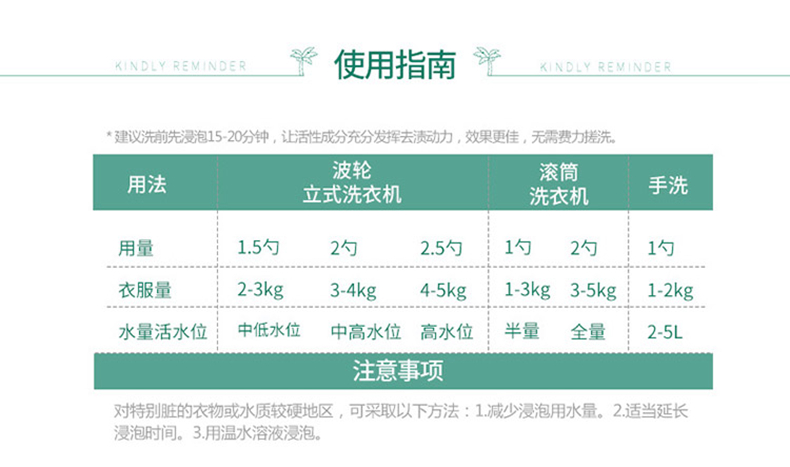 KINDLY REMINDER 使用指南 KINDLY REMINDER
*建议洗前先浸泡15-20分钟，让活性成分充分发挥去渍动力，效果更佳，无需费力搓洗。
用法 波轮 立式洗衣机 滚筒 洗衣机 手洗
用量 1.5勺 2勺 2.5勺 1勺 2勺 1勺
衣服量 2-3kg 3-4kg 4-5kg 1-3kg 3-5kg 1-2kg
水量活水位 中低水位 中高水位 高水位 半量 全量 2-5L
注意事项
对特别脏的衣物或水质较硬地区，可采取以下方法：1.减少浸泡用水量。2.适当延长
浸泡时间。3.用温水溶液浸泡。